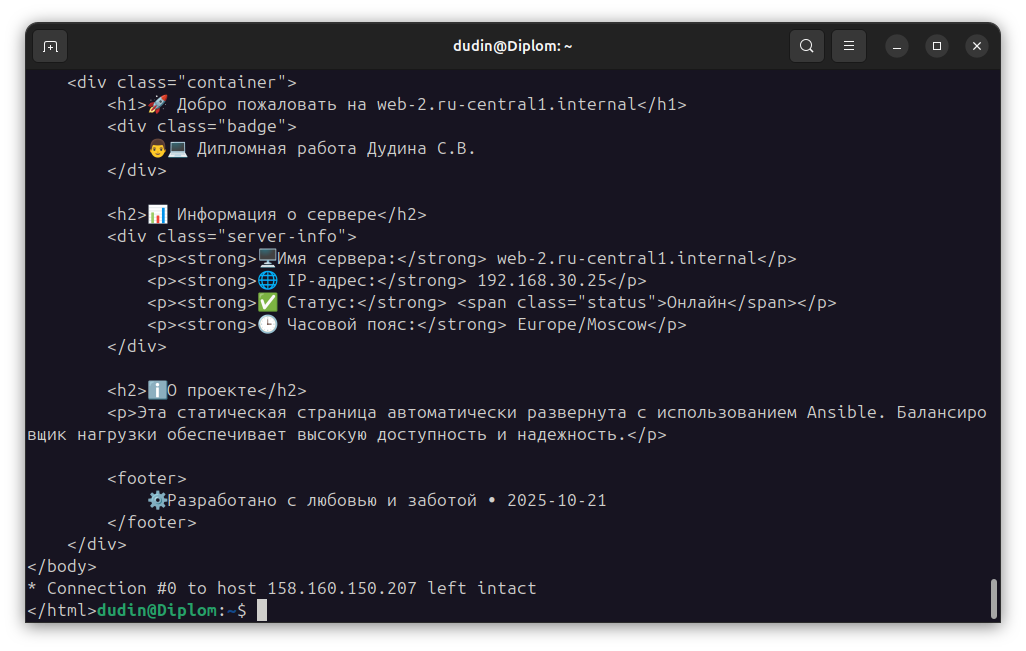 dudin@Diplom: ~
<div class="container">
<h1>🚀 Добро пожаловать на web-2.ru-central1.internal</h1>
<div class="badge">
👨💻 Дипломная работа Дудина С.В.
</div>
<h2>📊 Информация о сервере</h2>
<div class="server-info">
<p><strong>🖥️Имя сервера:</strong> web-2.ru-central1.internal</p>
<p><strong>🌐 IP-адрес:</strong> 192.168.30.25</p>
<p><strong>✅ Статус:</strong> <span class="status">Онлайн</span></p>
<p><strong>🕒 Часовой пояс:</strong> Europe/Moscow</p>
</div>
<h2>ℹ️О проекте</h2>
<p>Эта статическая страница автоматически развернута с использованием Ansible. Балансиро
вщик нагрузки обеспечивает высокую доступность и надежность.</p>
<footer>
⚙️Разработано с любовью и заботой • 2025-10-21
</footer>
</div>
</body>
* Connection #0 to host 158.160.150.207 left intact
</html>dudin@Diplom:~$